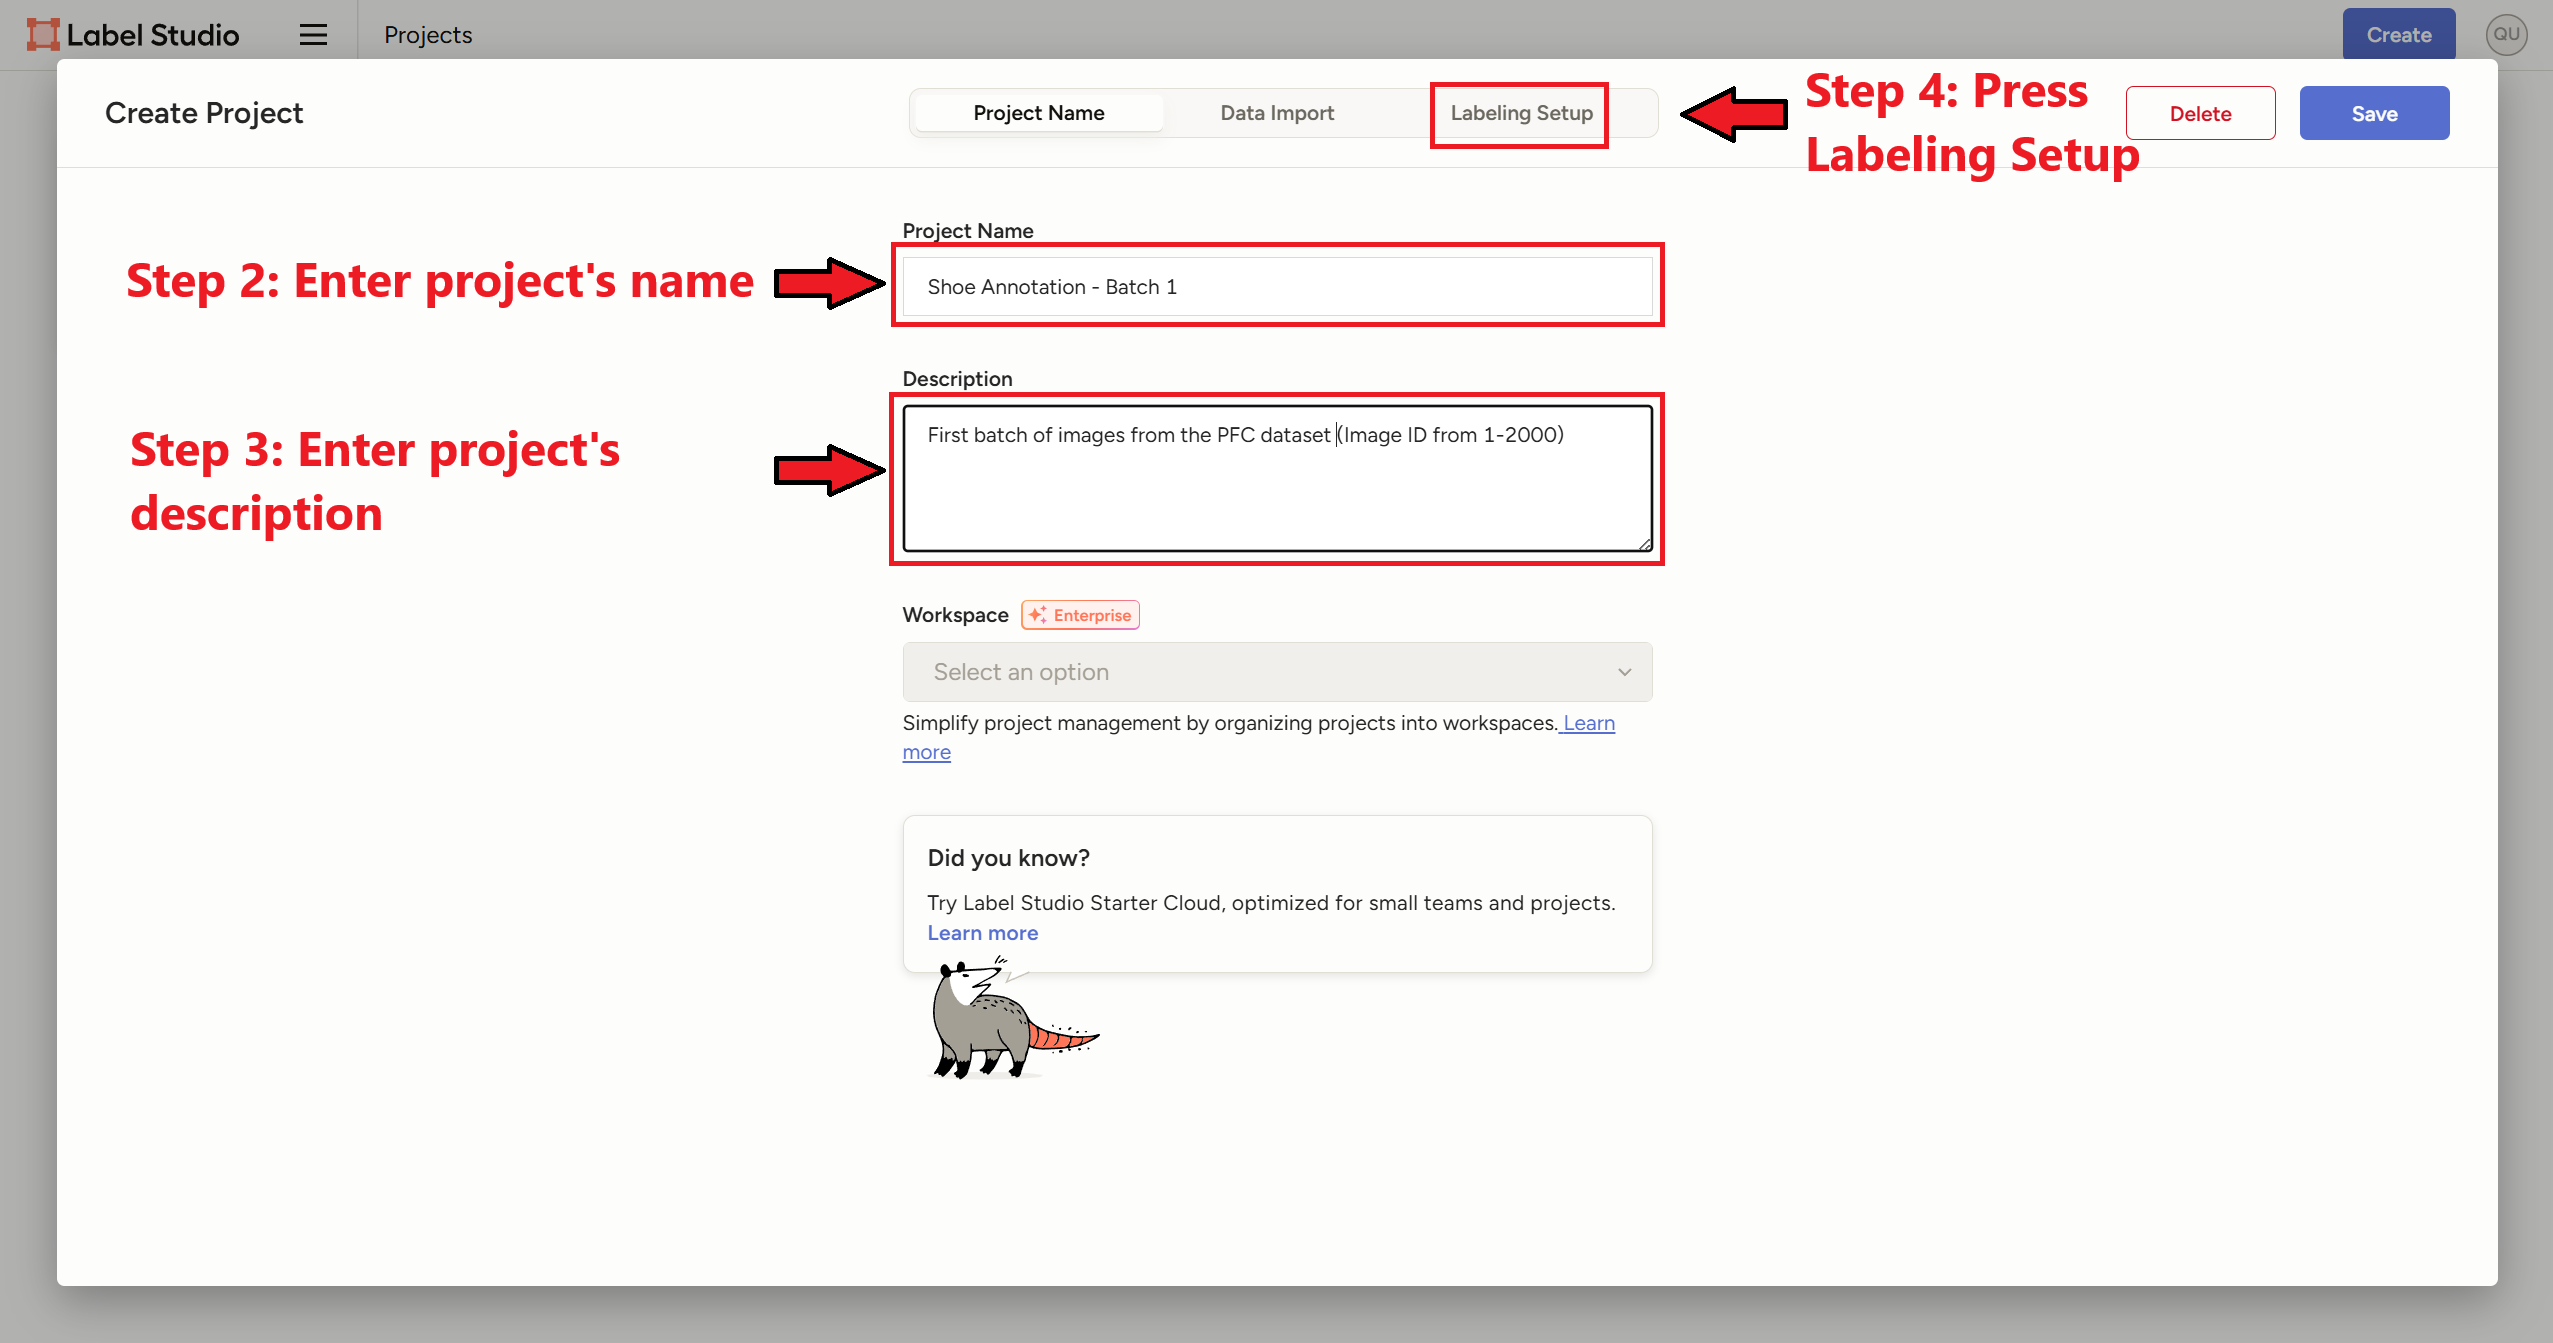 Label Studio
Projects
Create
QU
Create Project
Project Name
Data Import
Labeling Setup
Step 4: Press
Labeling Setup
Delete
Save
Project Name
Step 2: Enter project's name
Shoe Annotation - Batch 1
Description
Step 3: Enter project's
description
First batch of images from the PFC dataset (Image ID from 1-2000)
Workspace
Enterprise
Select an option
Simplify project management by organizing projects into workspaces. Learn
more
Did you know?
Try Label Studio Starter Cloud, optimized for small teams and projects.
Learn more